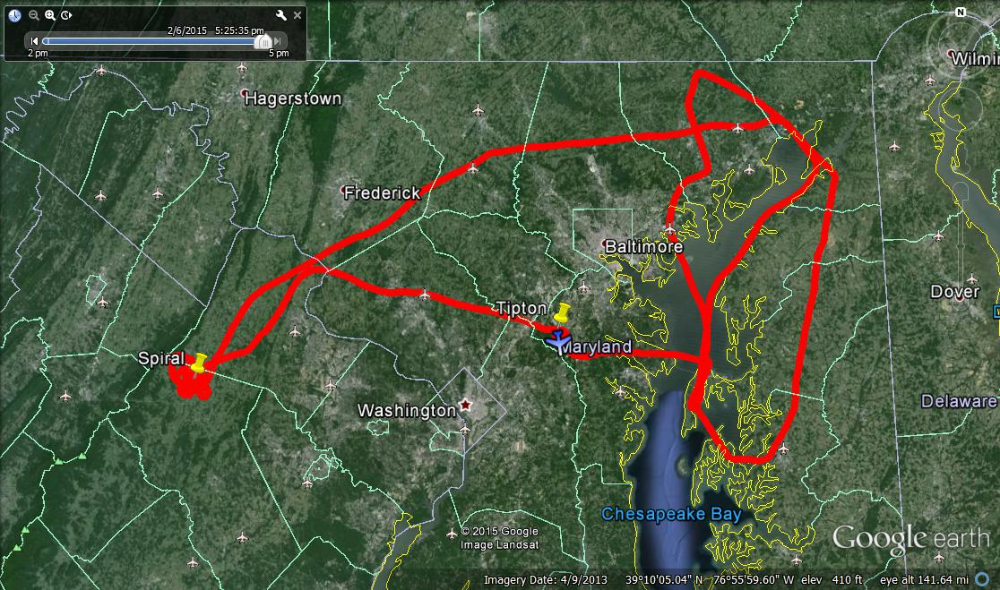 2/6/2015 5:25:35 pm
2 pm
5 pm
N
Wilmin
Hagerstown
Frederick
Baltimore
Dover
Tipton
Maryland
Spiral
Washington
Delaware
Chesapeake Bay
© 2015 Google
Image Landsat
Google earth
Imagery Date: 4/9/2013 39°10'05.04" N 76°55'59.60" W elev 410 ft eye alt 141.64 mi